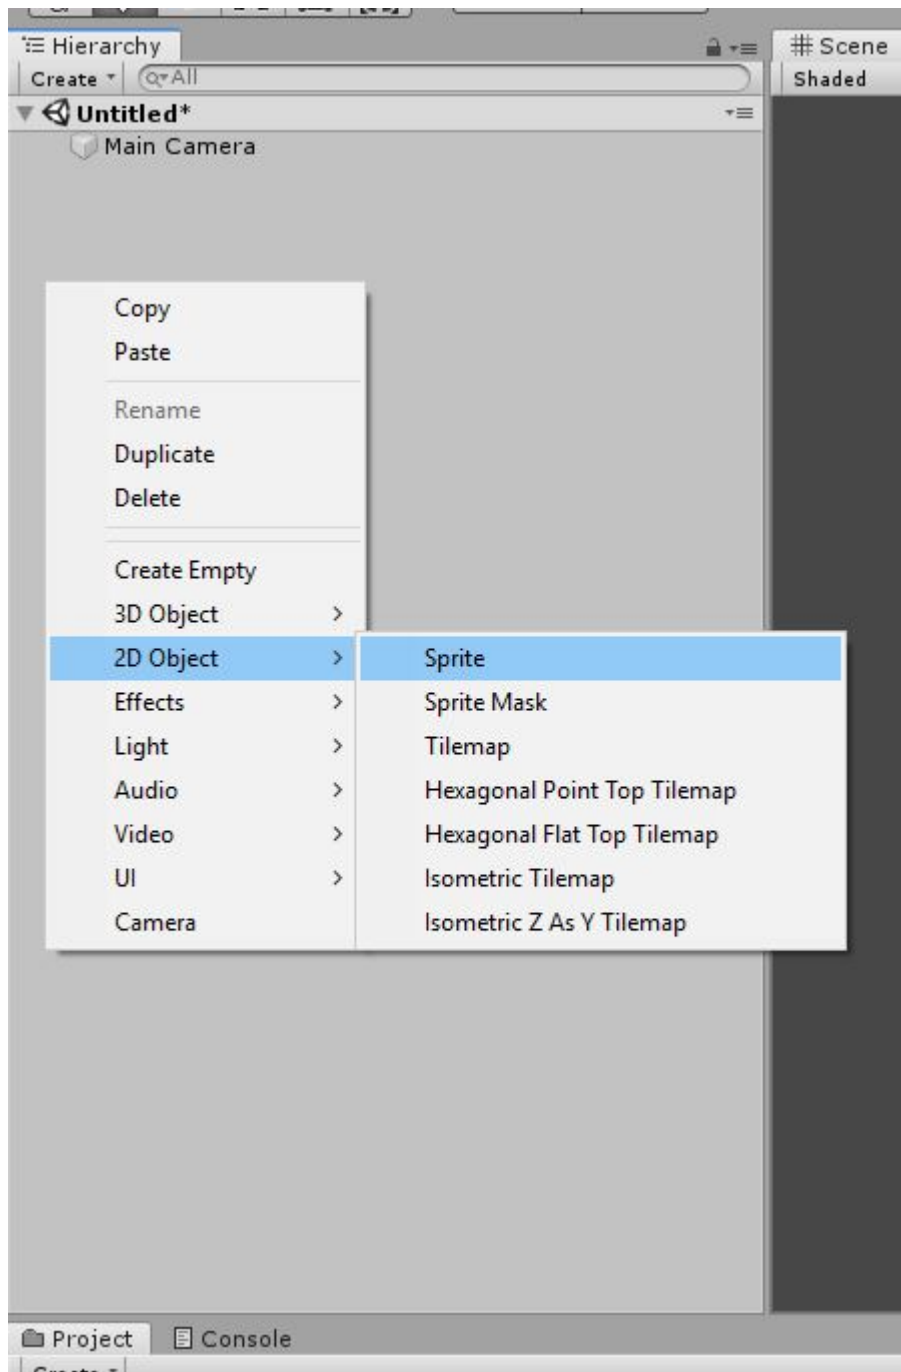 Hierarchy
# Scene
Create
All
Shaded
Untitled*
Main Camera
Copy
Paste
Rename
Duplicate
Delete
Create Empty
3D Object
2D Object
Sprite
Effects
Sprite Mask
Light
Tilemap
Audio
Hexagonal Point Top Tilemap
Video
Hexagonal Flat Top Tilemap
UI
Isometric Tilemap
Camera
Isometric Z As Y Tilemap
Project
Console
Create